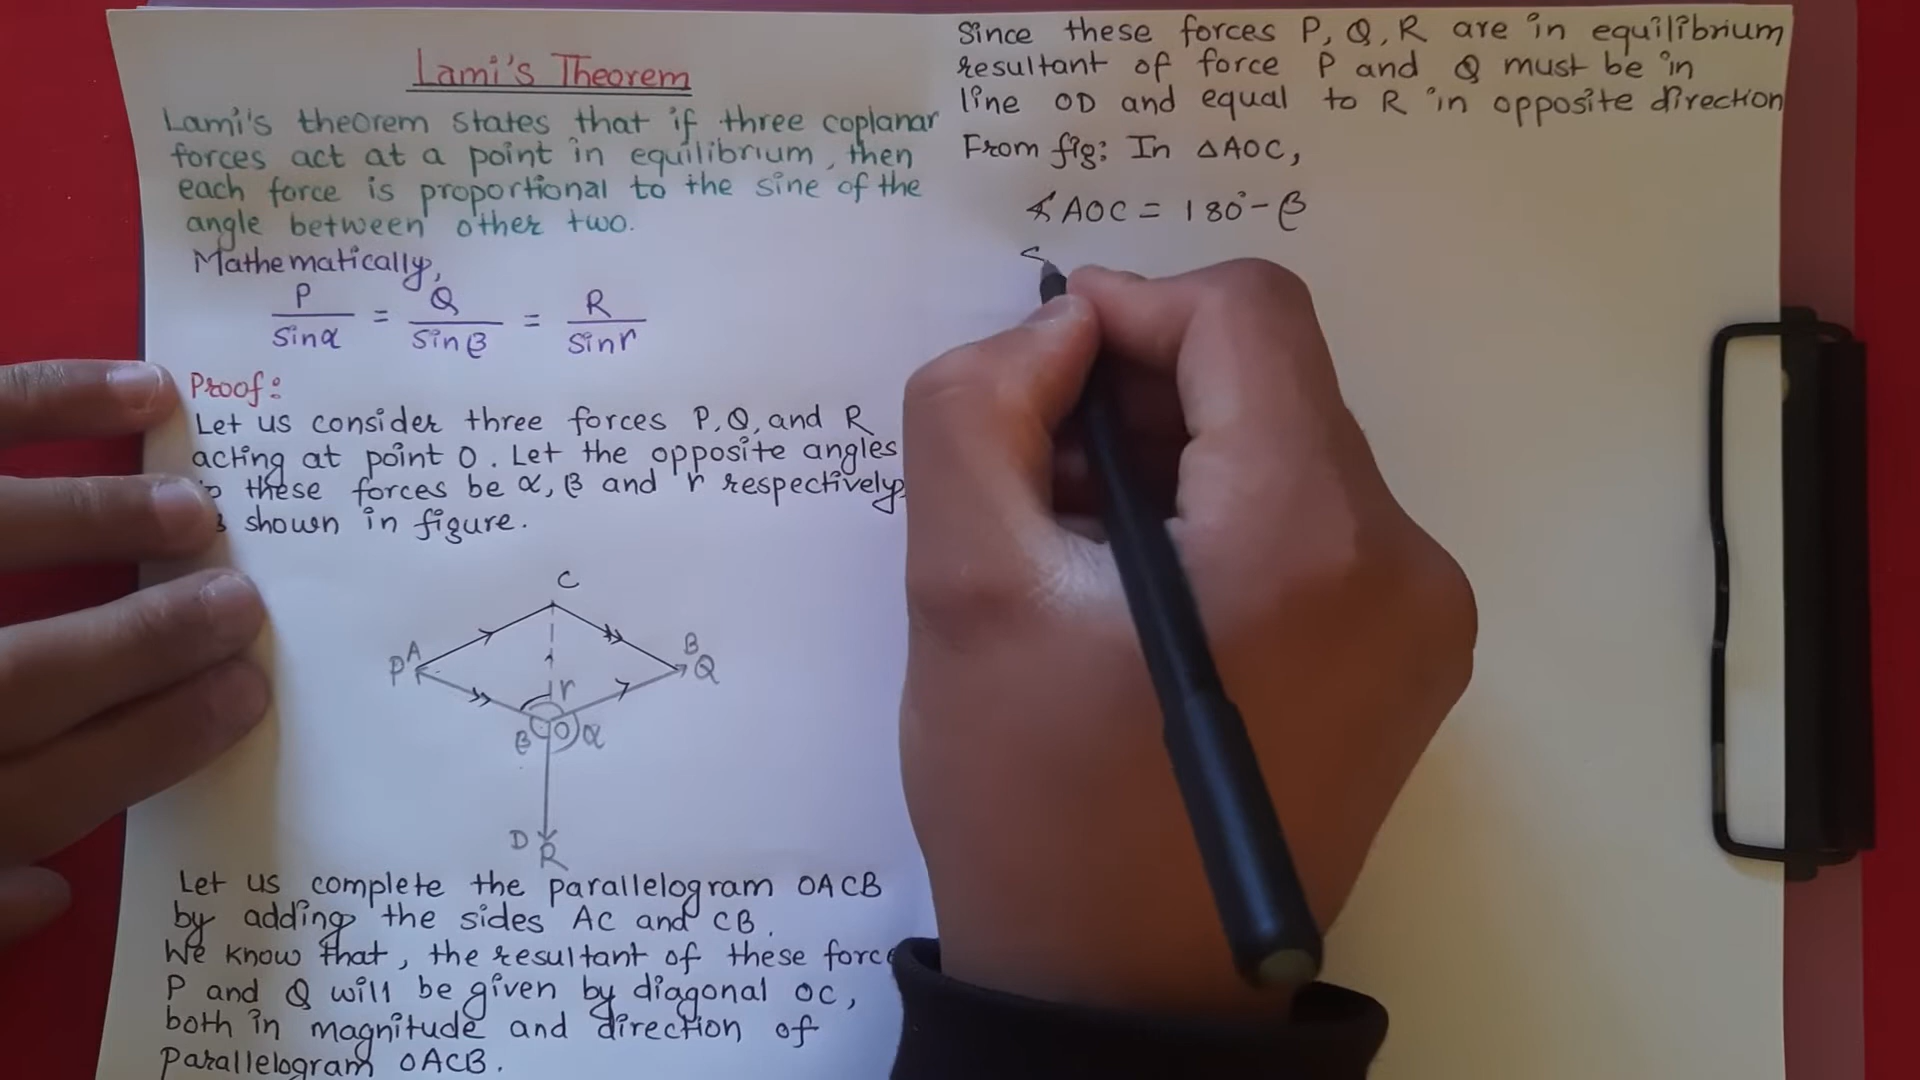 Lami's Theorem
Lami's theorem states that if three coplanar
forces act at a point in equilibrium, then
each force is proportional to the sine of the
angle between other two.
Mathematically,
P/sinα = Q/sinβ = R/sinr
Proof:
Let us consider three forces P, Q, and R
acting at point O. Let the opposite angles
these forces be α, β and r respectively
shown in figure.
C
A
P
B
Q
r
β
O
α
D
R
Let us complete the parallelogram OACB
by adding the sides AC and CB.
We know that, the resultant of these force
P and Q will be given by diagonal OC,
both in magnitude and direction of
parallelogram OACB.
Since these forces P, Q, R are in equilibrium
resultant of force P and Q must be in
line OD and equal to R in opposite direction
From fig: In ΔAOC,
∡AOC = 180° - β